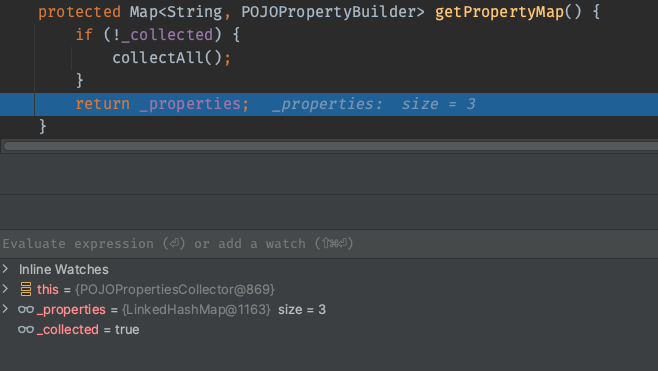 protected Map<String, POJOPropertyBuilder> getPropertyMap() {
if (!_collected) {
collectAll();
}
return _properties; _properties: size = 3
}
Evaluate expression (⏎) or add a watch (⇧⌘⏎)
Inline Watches
this = {POJOPropertiesCollector@869}
_properties = {LinkedHashMap@1163} size = 3
_collected = true